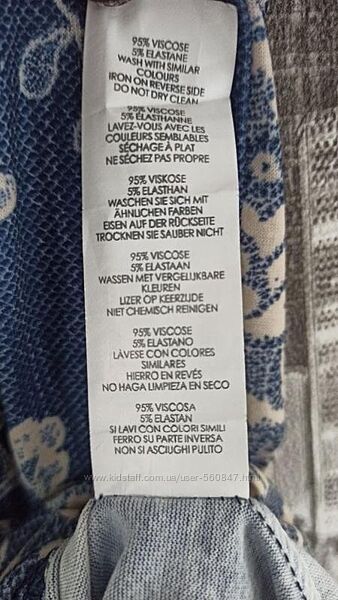 95% VISCOSE
5% ELASTANE
WASH WITH SIMILAR
COLOURS
IRON ON REVERSE SIDE
DO NOT DRY CLEAN
95% VISCOSE
5% ÉLASTHANNE
LAVEZ-VOUS AVEC LES
COULEURS SEMBLABLES
SÉCHAGE À PLAT
NE SÉCHEZ PAS PROPRE
95% VISKOSE
5% ELASTHAN
WASCHEN SIE SICH MIT
ÄHNLICHEN FARBEN
EISEN AUF DER RÜCKSEITE
TROCKNEN SIE SAUBER NICHT
95% VISCOSE
5% ELASTAAN
WASSEN MET VERGELIJKBARE
KLEUREN
IJZER OP KEERZIJDE
NIET CHEMISCH REINIGEN
95% VISCOSE
5% ELASTANO
LÀVESE CON COLORES
SIMILARES
HIERRO EN REVÉS
NO HAGA LIMPIEZA EN SECO
95% VISCOSA
5% ELASTAN
SI LAVI CON COLORI SIMILI
FERRO SU PARTE INVERSA
NON SI ASCIUGHI PULITO
www.kidstaff.com.ua/user-560847.html